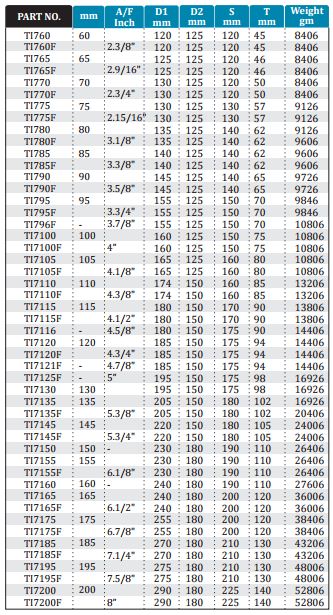 PART NO. mm A/F Inch D1 mm D2 mm S mm T mm Weight gm
TI760 60 120 125 120 45 8406
TI760F 2.3/8" 120 125 120 45 8406
TI765 65 125 125 120 46 8406
TI765F 2.9/16" 125 125 120 46 8406
TI770 70 130 125 120 50 8406
TI770F 2.3/4" 130 125 120 50 8406
TI775 75 130 125 130 57 9126
TI775F 2.15/16" 130 125 130 57 9126
TI780 80 135 125 140 62 9126
TI780F 3.1/8" 135 125 140 62 9606
TI785 85 140 125 140 62 9606
TI785F 3.3/8" 140 125 140 62 9606
TI790 90 145 125 140 65 9726
TI790F 3.5/8" 145 125 140 65 9726
TI795 95 155 125 150 70 9846
TI795F 3.3/4" 155 125 150 70 9846
TI796F - 3.7/8" 155 125 150 70 10806
TI7100 100 160 125 150 75 10806
TI7100F 4" 160 125 150 75 10806
TI7105 105 165 125 160 80 10806
TI7105F 4.1/8" 165 125 160 80 10806
TI7110 110 174 150 160 85 13206
TI7110F 4.3/8" 174 150 160 85 13206
TI7115 115 180 150 170 90 13806
TI7115F 4.1/2" 180 150 170 90 13806
TI7116 - 4.5/8" 180 150 175 90 14406
TI7120 120 185 150 175 94 14406
TI7120F 4.3/4" 185 150 175 94 14406
TI7121F - 4.7/8" 185 150 175 94 14406
TI7125F - 5" 195 150 175 98 16926
TI7130 130 195 150 175 98 16926
TI7135 135 205 150 180 102 16926
TI7135F 5.3/8" 205 150 180 102 20406
TI7145 145 220 180 185 105 24006
TI7145F 5.3/4" 220 180 185 105 24006
TI7150 150 - 230 180 190 110 26406
TI7155 155 230 180 190 110 26406
TI7155F 6.1/8" 230 180 190 110 26406
TI7160 160 - 240 180 190 110 27606
TI7165 165 240 180 200 116 36006
TI7165F 6.1/2" 240 180 200 116 36006
TI7175 175 255 180 200 120 38406
TI7175F 6.7/8" 255 180 200 120 38406
TI7185 185 270 180 210 130 43206
TI7185F 7.1/4" 270 180 210 130 43206
TI7195 195 275 180 210 130 48006
TI7195F 7.5/8" 275 180 210 130 48006
TI7200 200 290 180 225 140 52806
TI7200F 8" 290 180 225 140 52806